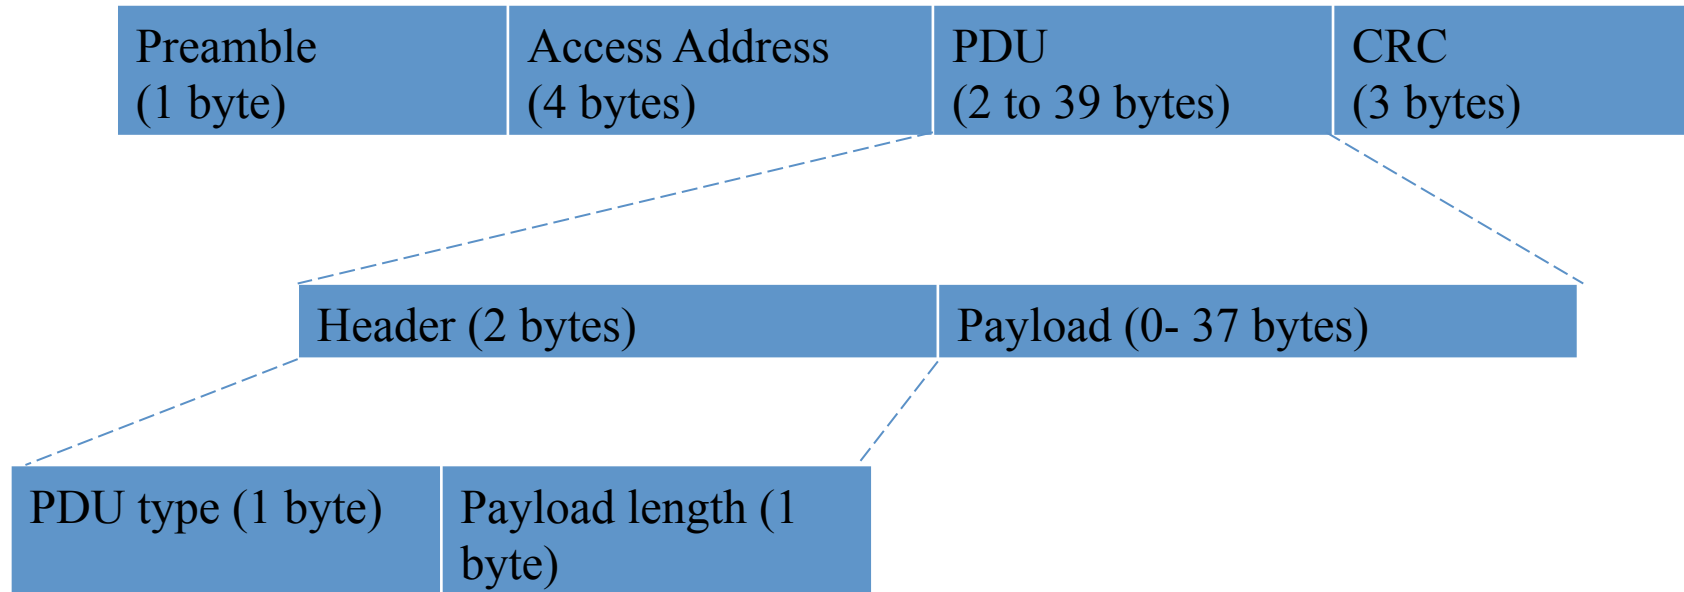 Preamble
(1 byte)
Access Address
(4 bytes)
PDU
(2 to 39 bytes)
CRC
(3 bytes)
Header (2 bytes)
Payload (0- 37 bytes)
PDU type (1 byte)
Payload length (1
byte)